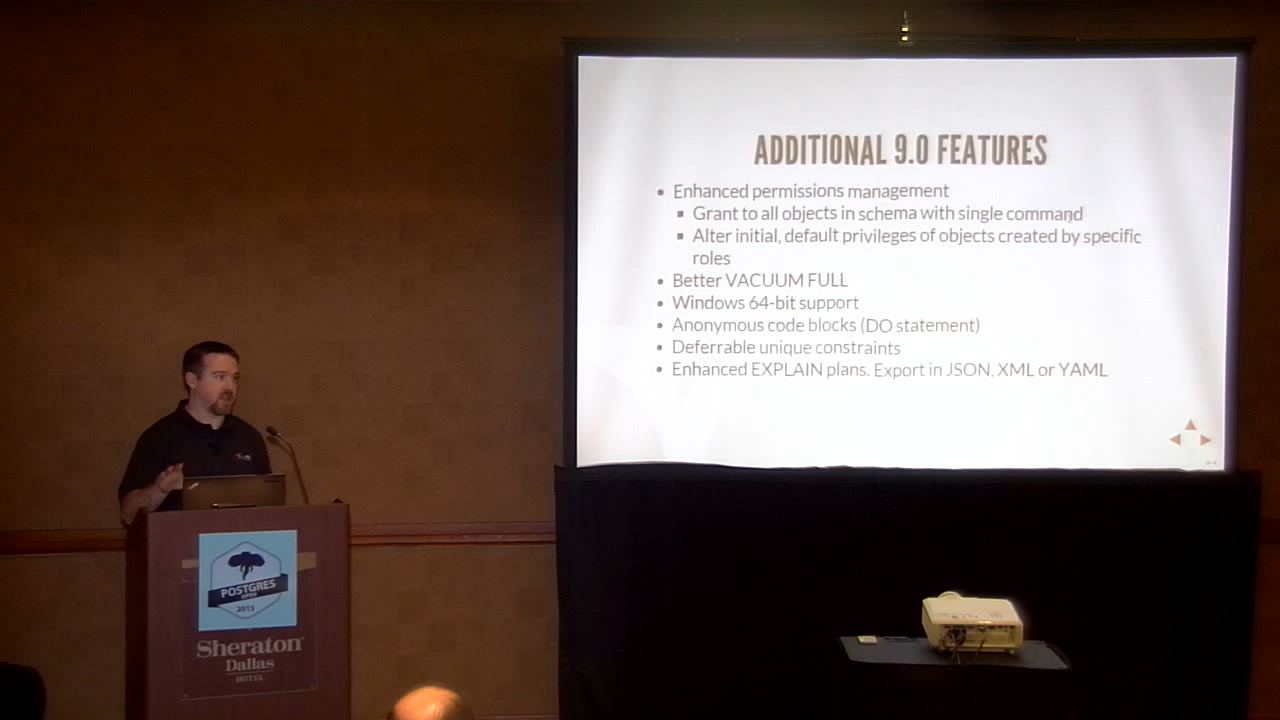 ADDITIONAL 9.0 FEATURES
• Enhanced permissions management
▪ Grant to all objects in schema with single command
▪ Alter initial, default privileges of objects created by specific
roles
• Better VACUUM FULL
• Windows 64-bit support
• Anonymous code blocks (DO statement)
• Deferrable unique constraints
• Enhanced EXPLAIN plans. Export in JSON, XML or YAML
POSTGRES
OPEN
2015
Sheraton
Dallas
HOTEL